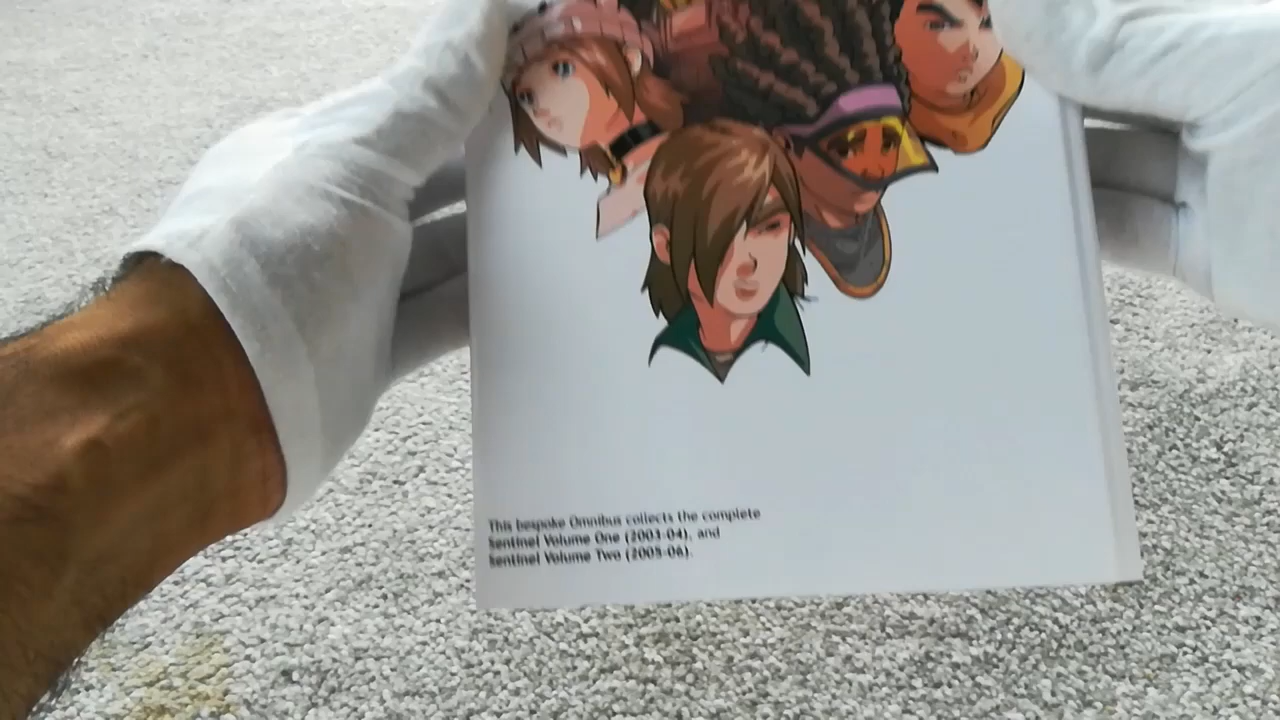 This bespoke Omnibus collects the complete
Sentinel Volume One (2003-04), and
Sentinel Volume Two (2005-06).